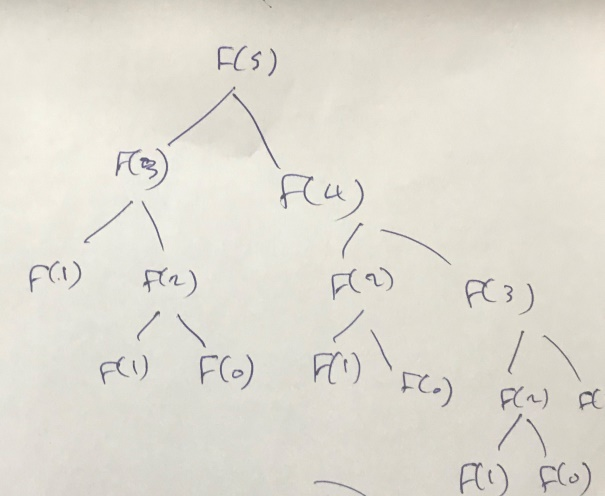 F(5)
F(3)
F(4)
F(1) F(2) F(2) F(3)
F(1) F(0) F(1) F(0) F(2) F(
F(1) F(0)